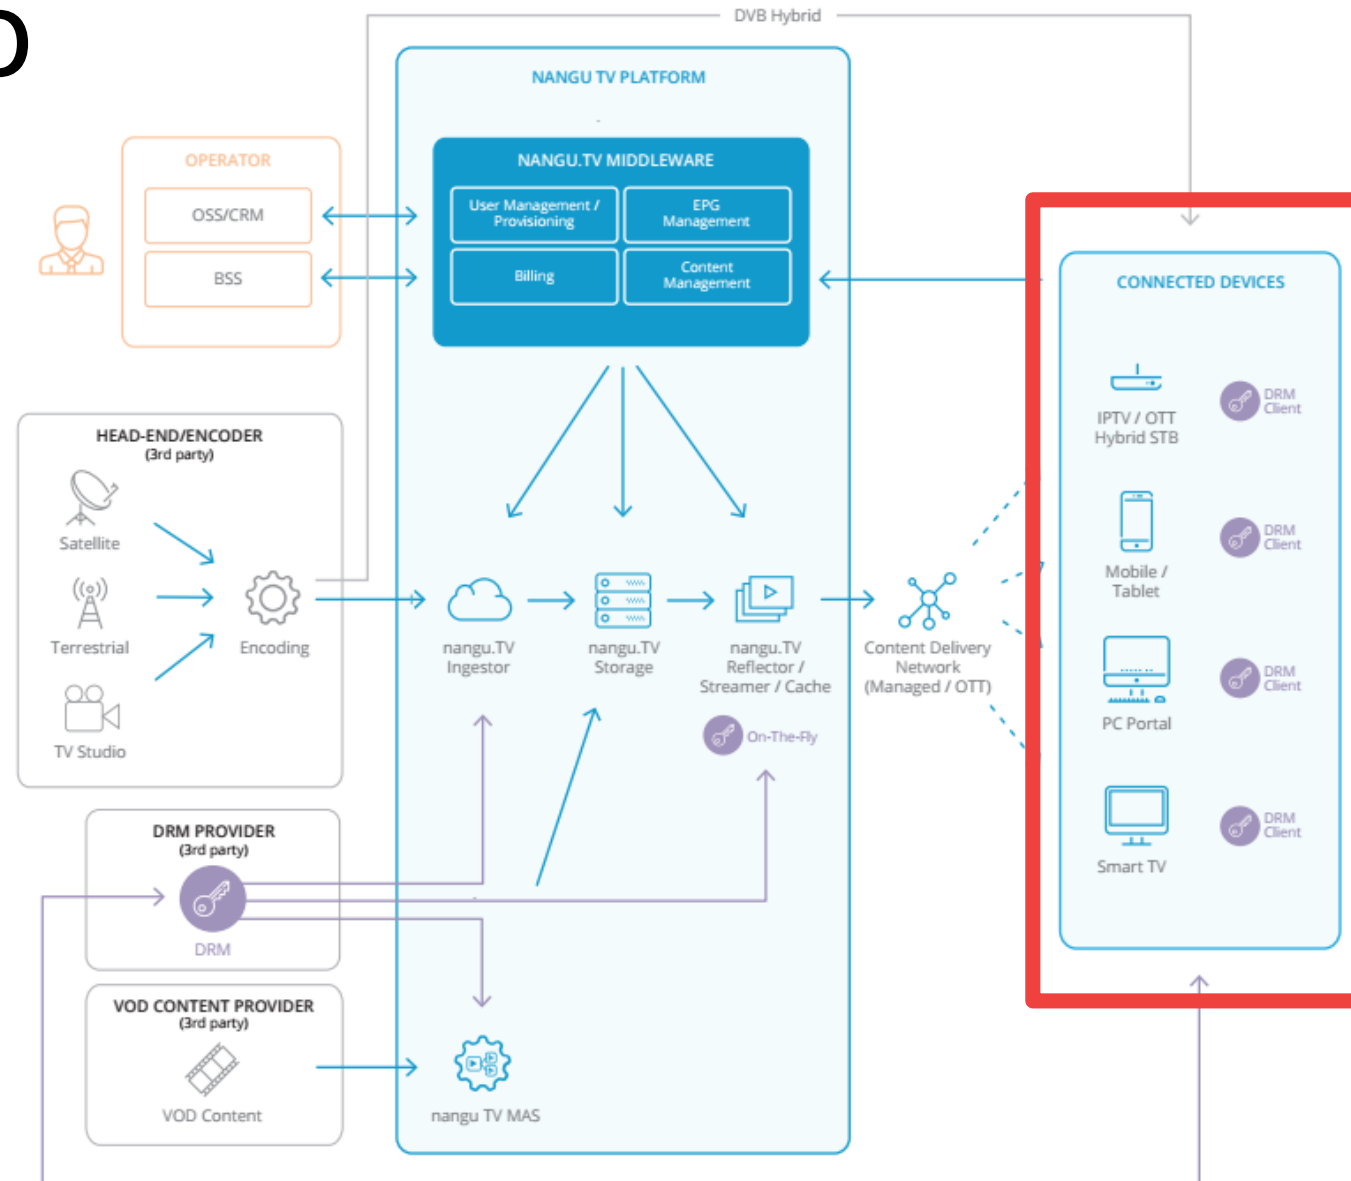 DVB Hybrid
NANGU TV PLATFORM
OPERATOR
OSS/CRM
BSS
NANGU.TV MIDDLEWARE
User Management /
Provisioning
EPG
Management
Billing
Content
Management
CONNECTED DEVICES
IPTV / OTT
Hybrid STB
DRM
Client
Mobile /
Tablet
DRM
Client
PC Portal
DRM
Client
Smart TV
DRM
Client
HEAD-END/ENCODER
(3rd party)
Satellite
Terrestrial
TV Studio
Encoding
nangu.TV
Ingestor
nangu.TV
Storage
nangu.TV
Reflector /
Streamer / Cache
On-The-Fly
Content Delivery
Network
(Managed / OTT)
DRM PROVIDER
(3rd party)
DRM
VOD CONTENT PROVIDER
(3rd party)
VOD Content
nangu TV MAS